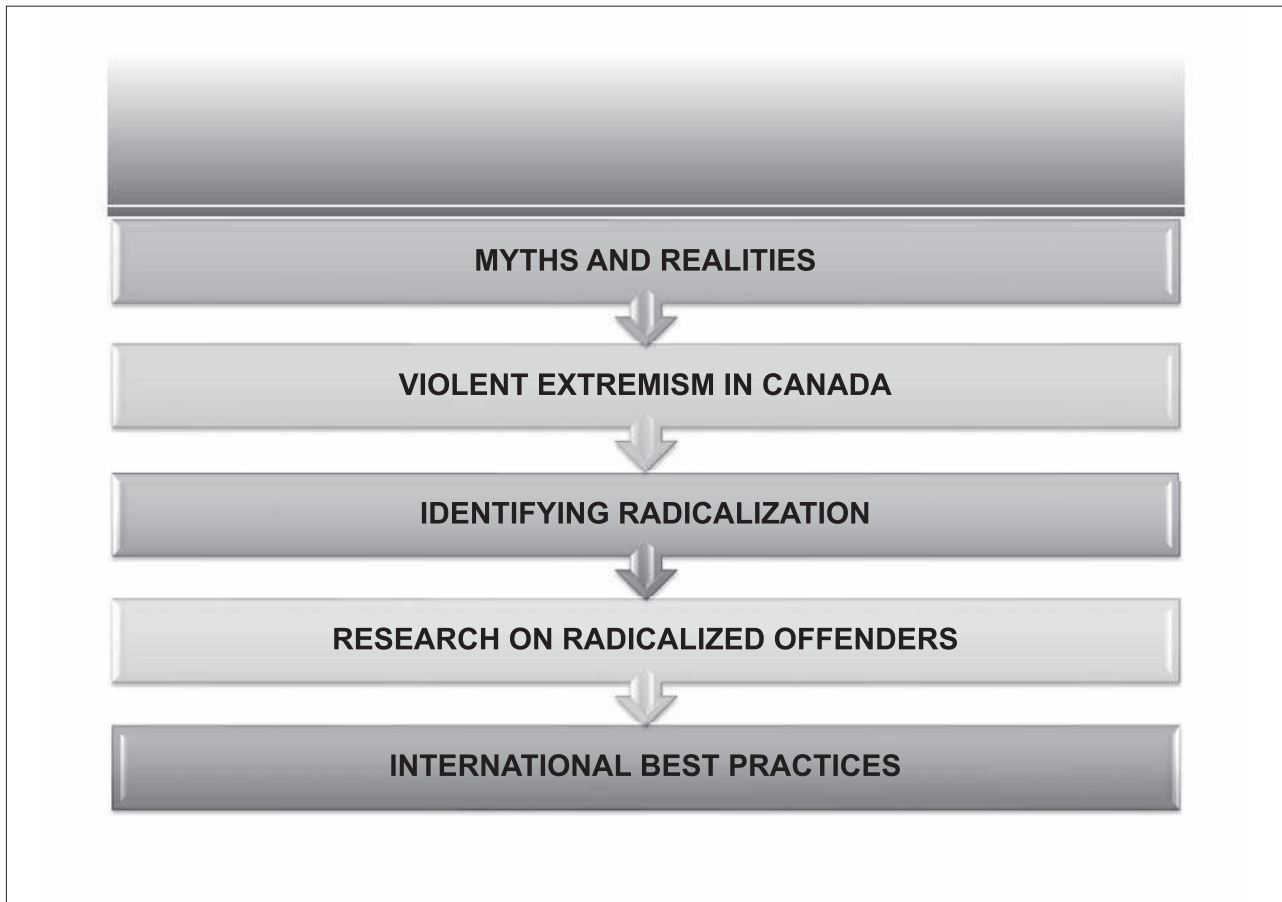 MYTHS AND REALITIES
VIOLENT EXTREMISM IN CANADA
IDENTIFYING RADICALIZATION
RESEARCH ON RADICALIZED OFFENDERS
INTERNATIONAL BEST PRACTICES